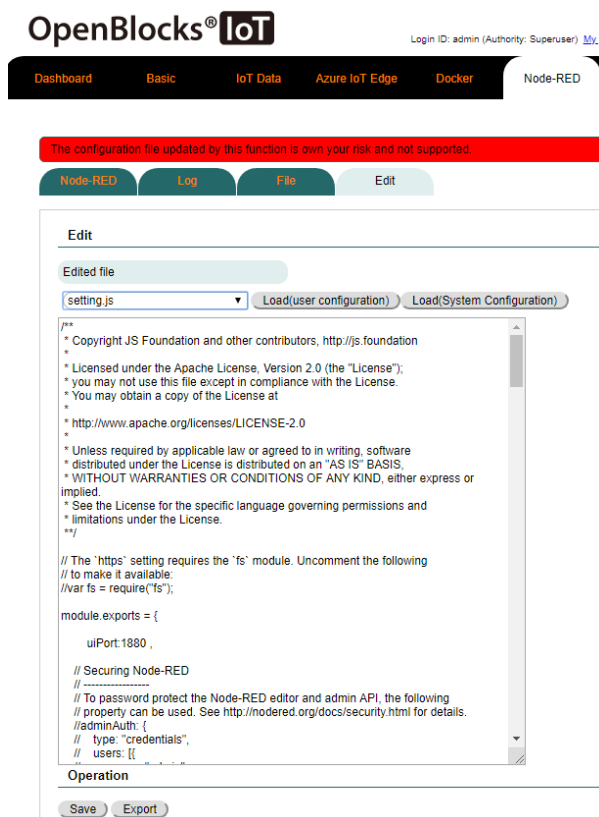 OpenBlocks® IoT
Login ID: admin (Authority: Superuser) My
Dashboard Basic IoT Data Azure IoT Edge Docker Node-RED
The configuration file updated by this function is own your risk and not supported.
Node-RED Log File Edit
Edit
Edited file
setting.js Load(user configuration) Load(System Configuration)
/**
* Copyright JS Foundation and other contributors, http://js.foundation
*
* Licensed under the Apache License, Version 2.0 (the "License");
* you may not use this file except in compliance with the License.
* You may obtain a copy of the License at
*
* http://www.apache.org/licenses/LICENSE-2.0
*
* Unless required by applicable law or agreed to in writing, software
* distributed under the License is distributed on an "AS IS" BASIS,
* WITHOUT WARRANTIES OR CONDITIONS OF ANY KIND, either express or
implied.
* See the License for the specific language governing permissions and
* limitations under the License.
**/
// The `https` setting requires the `fs` module. Uncomment the following
// to make it available:
//var fs = require("fs");
module.exports = {
uiPort:1880 ,
// Securing Node-RED
// -----------------
// To password protect the Node-RED editor and admin API, the following
// property can be used. See http://nodered.org/docs/security.html for details.
//adminAuth: {
// type: "credentials",
// users: [{
Operation
Save Export